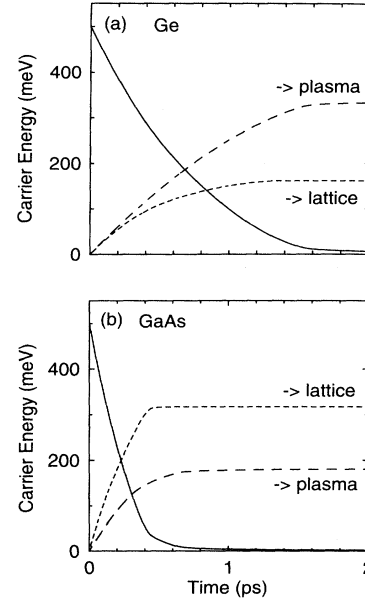 (a) Ge
400
-> plasma
Carrier Energy (meV)
200
-> lattice
0
(b) GaAs
400
-> lattice
Carrier Energy (meV)
200
-> plasma
0
0 1 2
Time (ps)